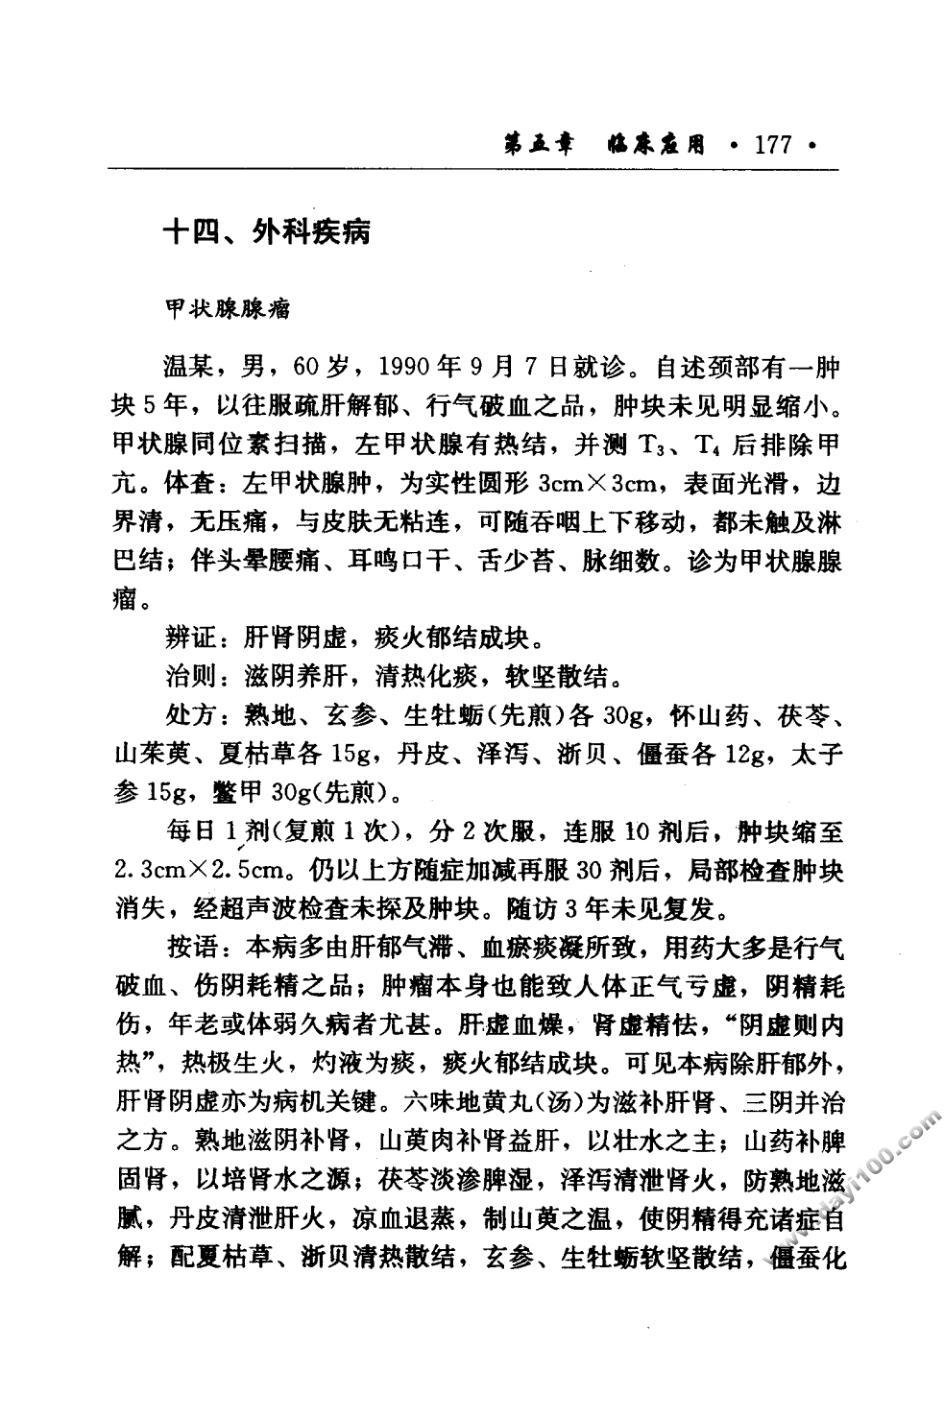 第五章 临床应用 · 177 ·
十四、外科疾病
甲状腺腺瘤
温某，男，60 岁，1990 年 9 月 7 日就诊。自述颈部有一肿
块 5 年，以往服疏肝解郁、行气破血之品，肿块未见明显缩小。
甲状腺同位素扫描，左甲状腺有热结，并测 T₃、T₄ 后排除甲
亢。体查：左甲状腺肿，为实性圆形 3cm×3cm，表面光滑，边
界清，无压痛，与皮肤无粘连，可随吞咽上下移动，都未触及淋
巴结；伴头晕腰痛、耳鸣口干、舌少苔、脉细数。诊为甲状腺腺
瘤。
辨证：肝肾阴虚，痰火郁结成块。
治则：滋阴养肝，清热化痰，软坚散结。
处方：熟地、玄参、生牡蛎(先煎)各 30g，怀山药、茯苓、
山茱萸、夏枯草各 15g，丹皮、泽泻、浙贝、僵蚕各 12g，太子
参 15g，鳖甲 30g(先煎)。
每日 1 剂(复煎 1 次)，分 2 次服，连服 10 剂后，肿块缩至
2.3cm×2.5cm。仍以上方随症加减再服 30 剂后，局部检查肿块
消失，经超声波检查未探及肿块。随访 3 年未见复发。
按语：本病多由肝郁气滞、血瘀痰凝所致，用药大多是行气
破血、伤阴耗精之品；肿瘤本身也能致人体正气亏虚，阴精耗
伤，年老或体弱久病者尤甚。肝虚血燥，肾虚精怯，“阴虚则内
热”，热极生火，灼液为痰，痰火郁结成块。可见本病除肝郁外，
肝肾阴虚亦为病机关键。六味地黄丸(汤)为滋补肝肾、三阴并治
之方。熟地滋阴补肾，山萸肉补肾益肝，以壮水之主；山药补脾
固肾，以培肾水之源；茯苓淡渗脾湿，泽泻清泄肾火，防熟地滋
腻，丹皮清泄肝火，凉血退蒸，制山萸之温，使阴精得充诸症自
解；配夏枯草、浙贝清热散结，玄参、生牡蛎软坚散结，僵蚕化
www.dayi100.com